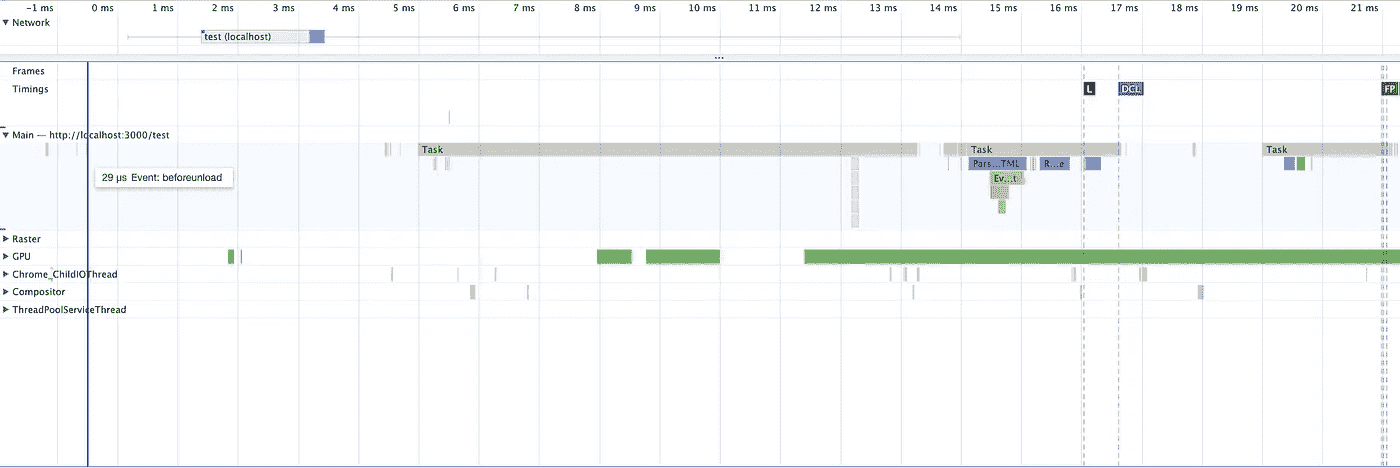 -1 ms 0 ms 1 ms 2 ms 3 ms 4 ms 5 ms 6 ms 7 ms 8 ms 9 ms 10 ms 11 ms 12 ms 13 ms 14 ms 15 ms 16 ms 17 ms 18 ms 19 ms 20 ms 21 ms
Network
test (localhost)
...
Frames
Timings L DCL FP
Main — http://localhost:3000/test
Task Task Task
Pars...TML R...e
29 μs Event: beforeunload Ev...t
Raster
GPU
Chrome_ChildIOThread
Compositor
ThreadPoolServiceThread